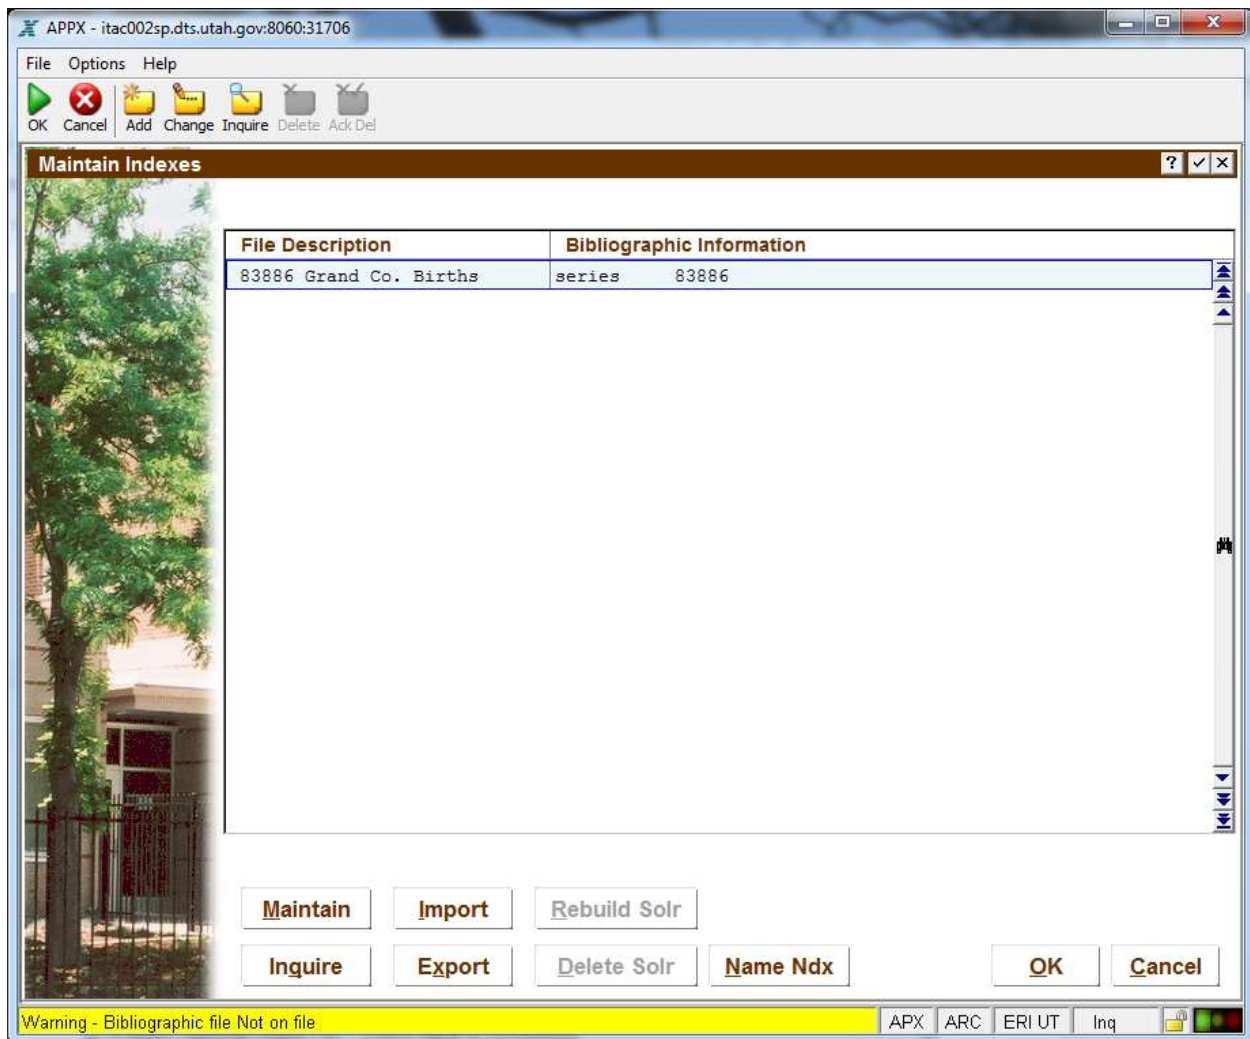 APPX - itac002sp.dts.utah.gov:8060:31706
File Options Help
OK Cancel Add Change Inquire Delete Ack Del
Maintain Indexes
File Description Bibliographic Information
83886 Grand Co. Births series 83886
Maintain Import Rebuild Solr
Inquire Export Delete Solr Name Ndx OK Cancel
Warning - Bibliographic file Not on file APX ARC ERI UT Inq